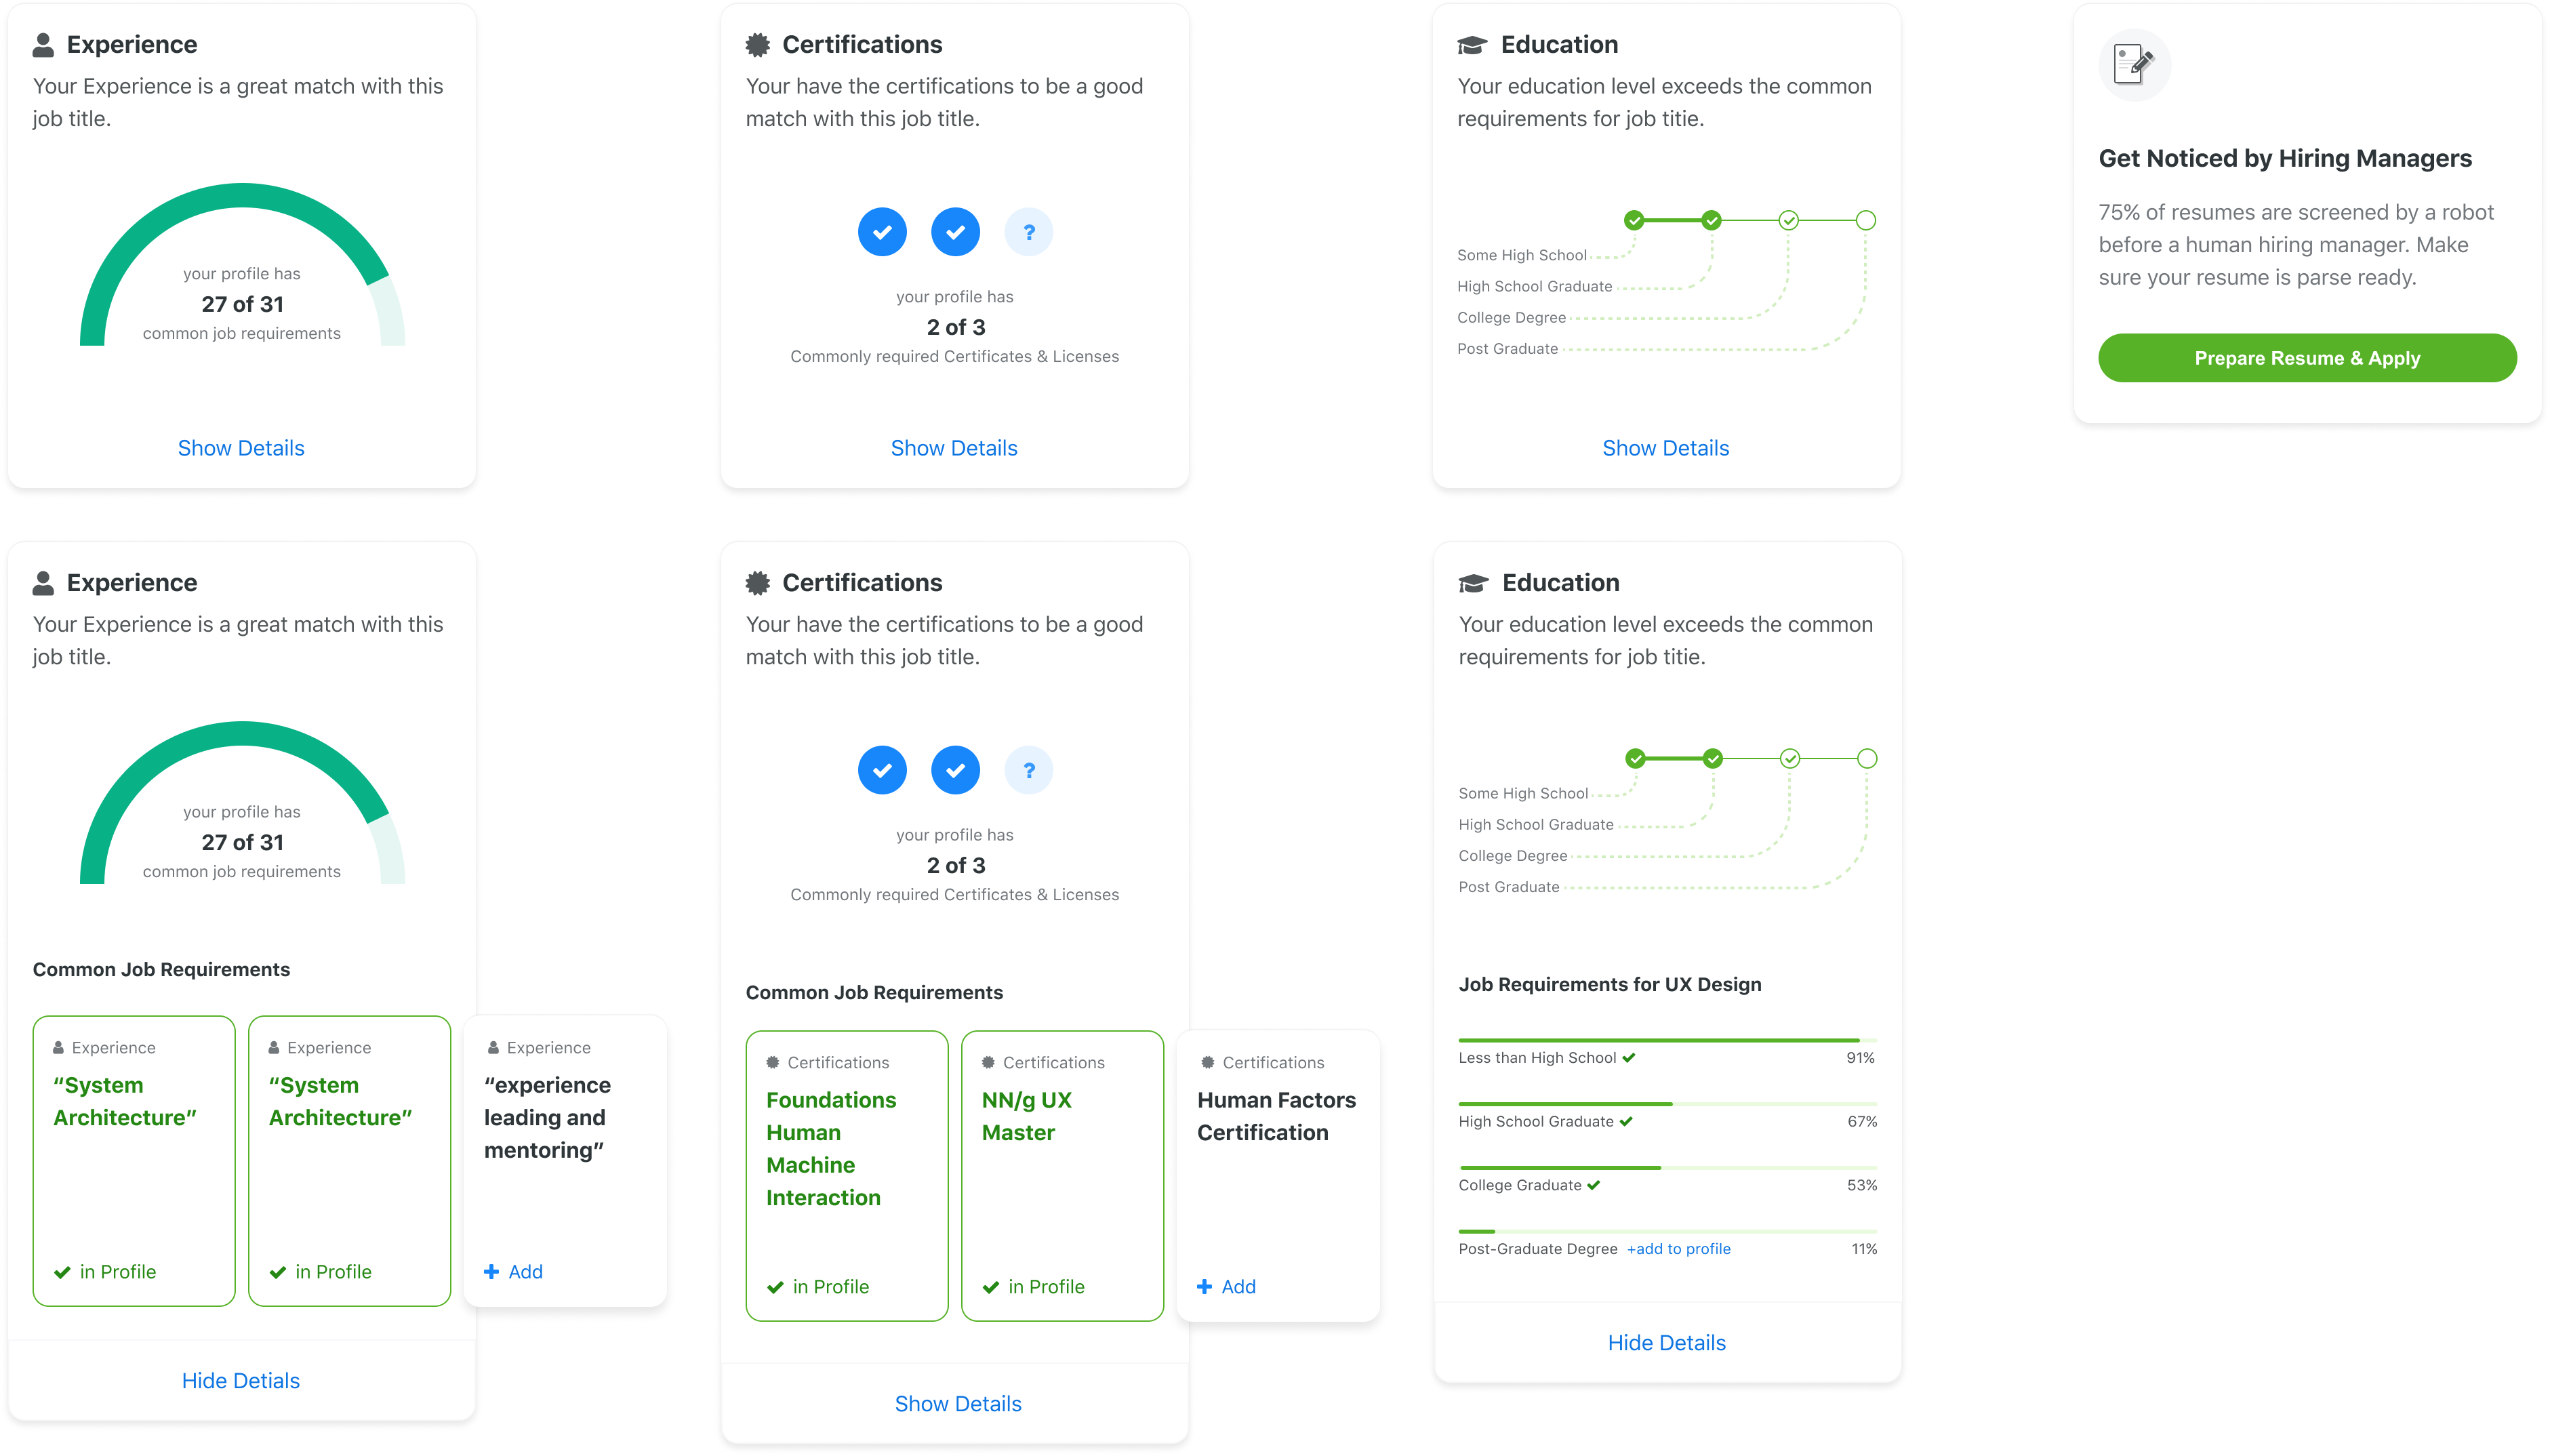 Experience
Your Experience is a great match with this
job title.
your profile has
27 of 31
common job requirements
Show Details
Certifications
Your have the certifications to be a good
match with this job title.
?
your profile has
2 of 3
Commonly required Certificates & Licenses
Show Details
Education
Your education level exceeds the common
requirements for job titie.
Some High School
High School Graduate
College Degree
Post Graduate
Show Details
Get Noticed by Hiring Managers
75% of resumes are screened by a robot
before a human hiring manager. Make
sure your resume is parse ready.
Prepare Resume & Apply
Experience
Your Experience is a great match with this
job title.
your profile has
27 of 31
common job requirements
Common Job Requirements
Experience
“System
Architecture”
in Profile
Experience
“System
Architecture”
in Profile
Experience
“experience
leading and
mentoring”
Add
Hide Detials
Certifications
Your have the certifications to be a good
match with this job title.
?
your profile has
2 of 3
Commonly required Certificates & Licenses
Common Job Requirements
Certifications
Foundations
Human
Machine
Interaction
in Profile
Certifications
NN/g UX
Master
in Profile
Certifications
Human Factors
Certification
Add
Show Details
Education
Your education level exceeds the common
requirements for job titie.
Some High School
High School Graduate
College Degree
Post Graduate
Job Requirements for UX Design
Less than High School 91%
High School Graduate 67%
College Graduate 53%
Post-Graduate Degree +add to profile 11%
Hide Details